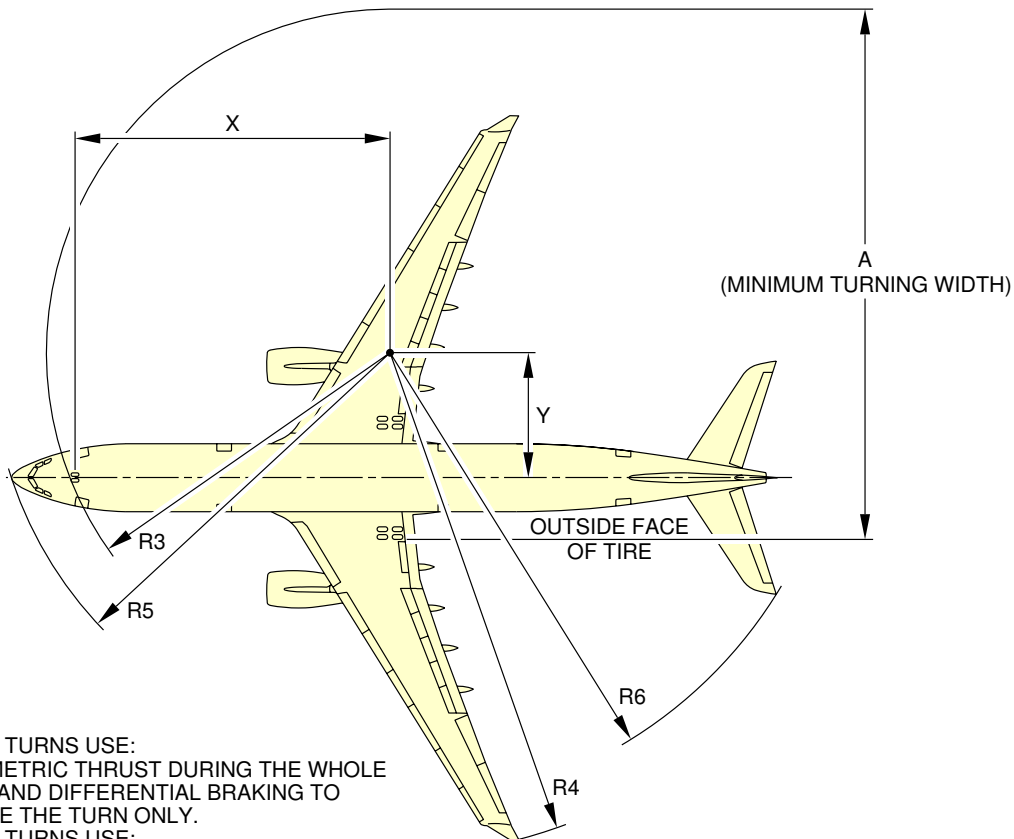 X
A
(MINIMUM TURNING WIDTH)
Y
R3
OUTSIDE FACE
OF TIRE
R5
R6
R4
TURNS USE:
METRIC THRUST DURING THE WHOLE
AND DIFFERENTIAL BRAKING TO
E THE TURN ONLY.
TURNS USE: